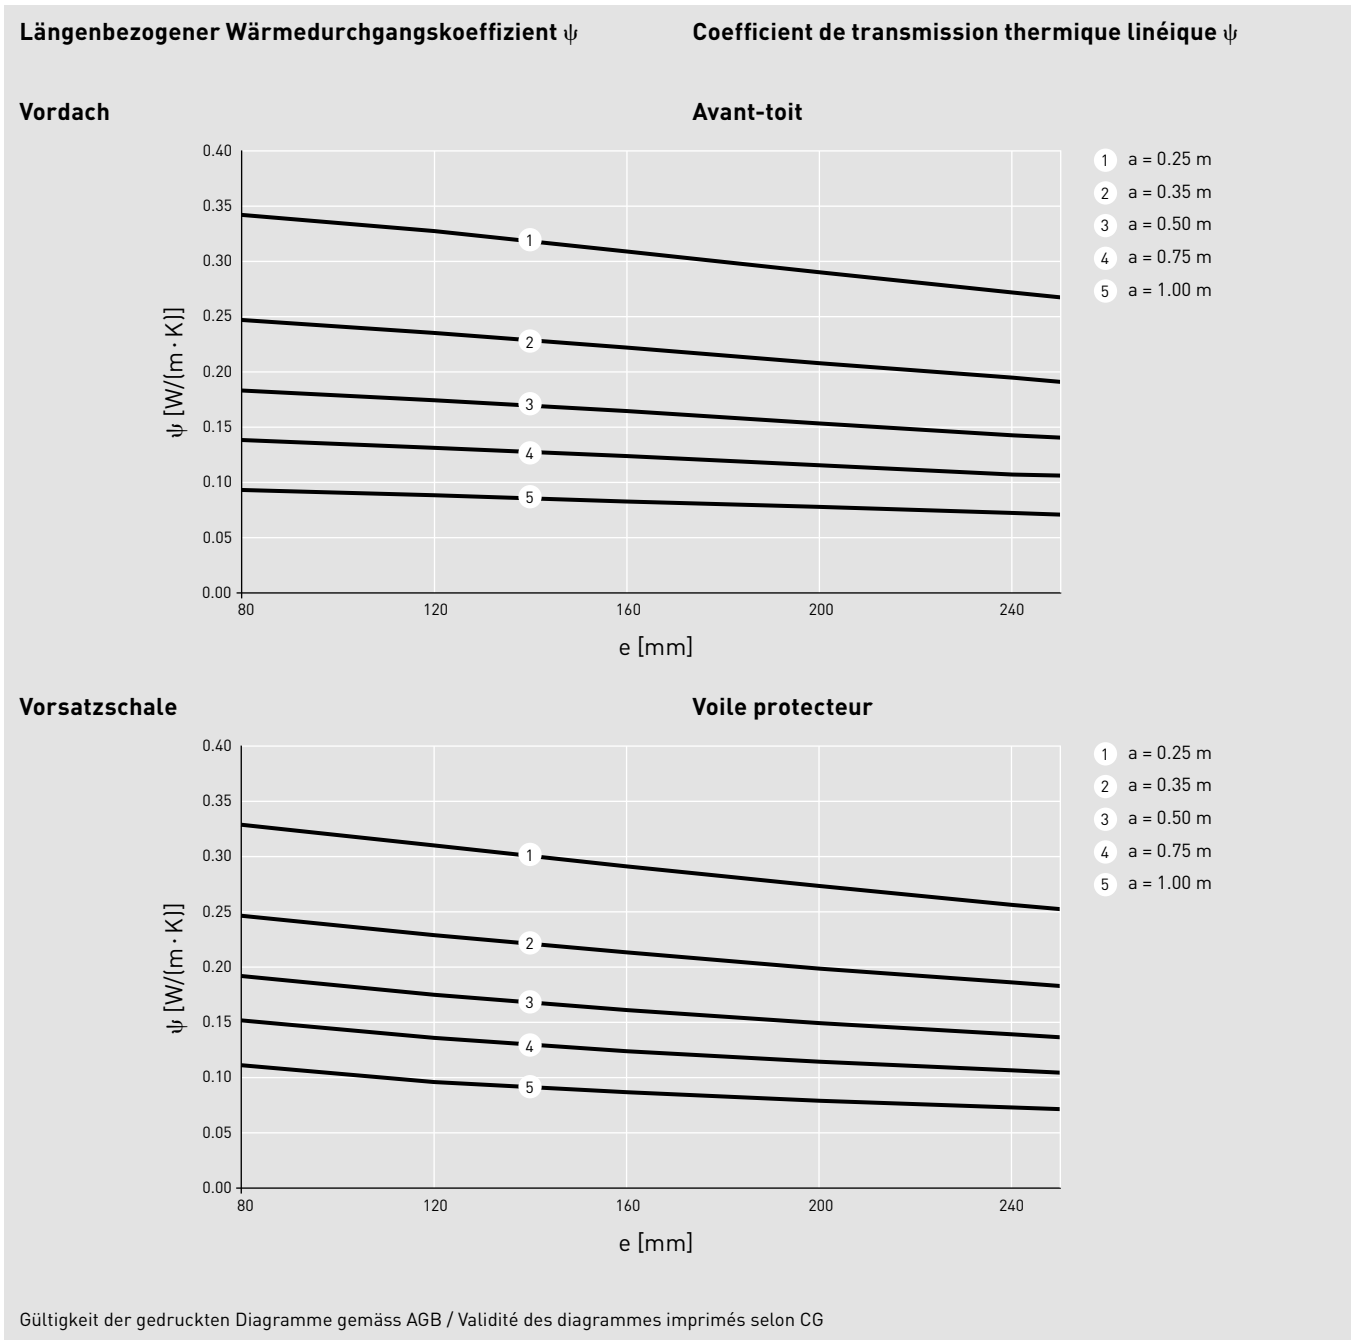 Längenbezogener Wärmedurchgangskoeffizient ψ
Coefficient de transmission thermique linéique ψ
Vordach
Avant-toit
0.40
0.35
0.30
0.25
0.20
0.15
0.10
0.05
0.00
ψ [W/(m · K)]
1
2
3
4
5
80
120
160
200
240
e [mm]
1 a = 0.25 m
2 a = 0.35 m
3 a = 0.50 m
4 a = 0.75 m
5 a = 1.00 m
Vorsatzschale
Voile protecteur
0.40
0.35
0.30
0.25
0.20
0.15
0.10
0.05
0.00
ψ [W/(m · K)]
1
2
3
4
5
80
120
160
200
240
e [mm]
1 a = 0.25 m
2 a = 0.35 m
3 a = 0.50 m
4 a = 0.75 m
5 a = 1.00 m
Gültigkeit der gedruckten Diagramme gemäss AGB / Validité des diagrammes imprimés selon CG